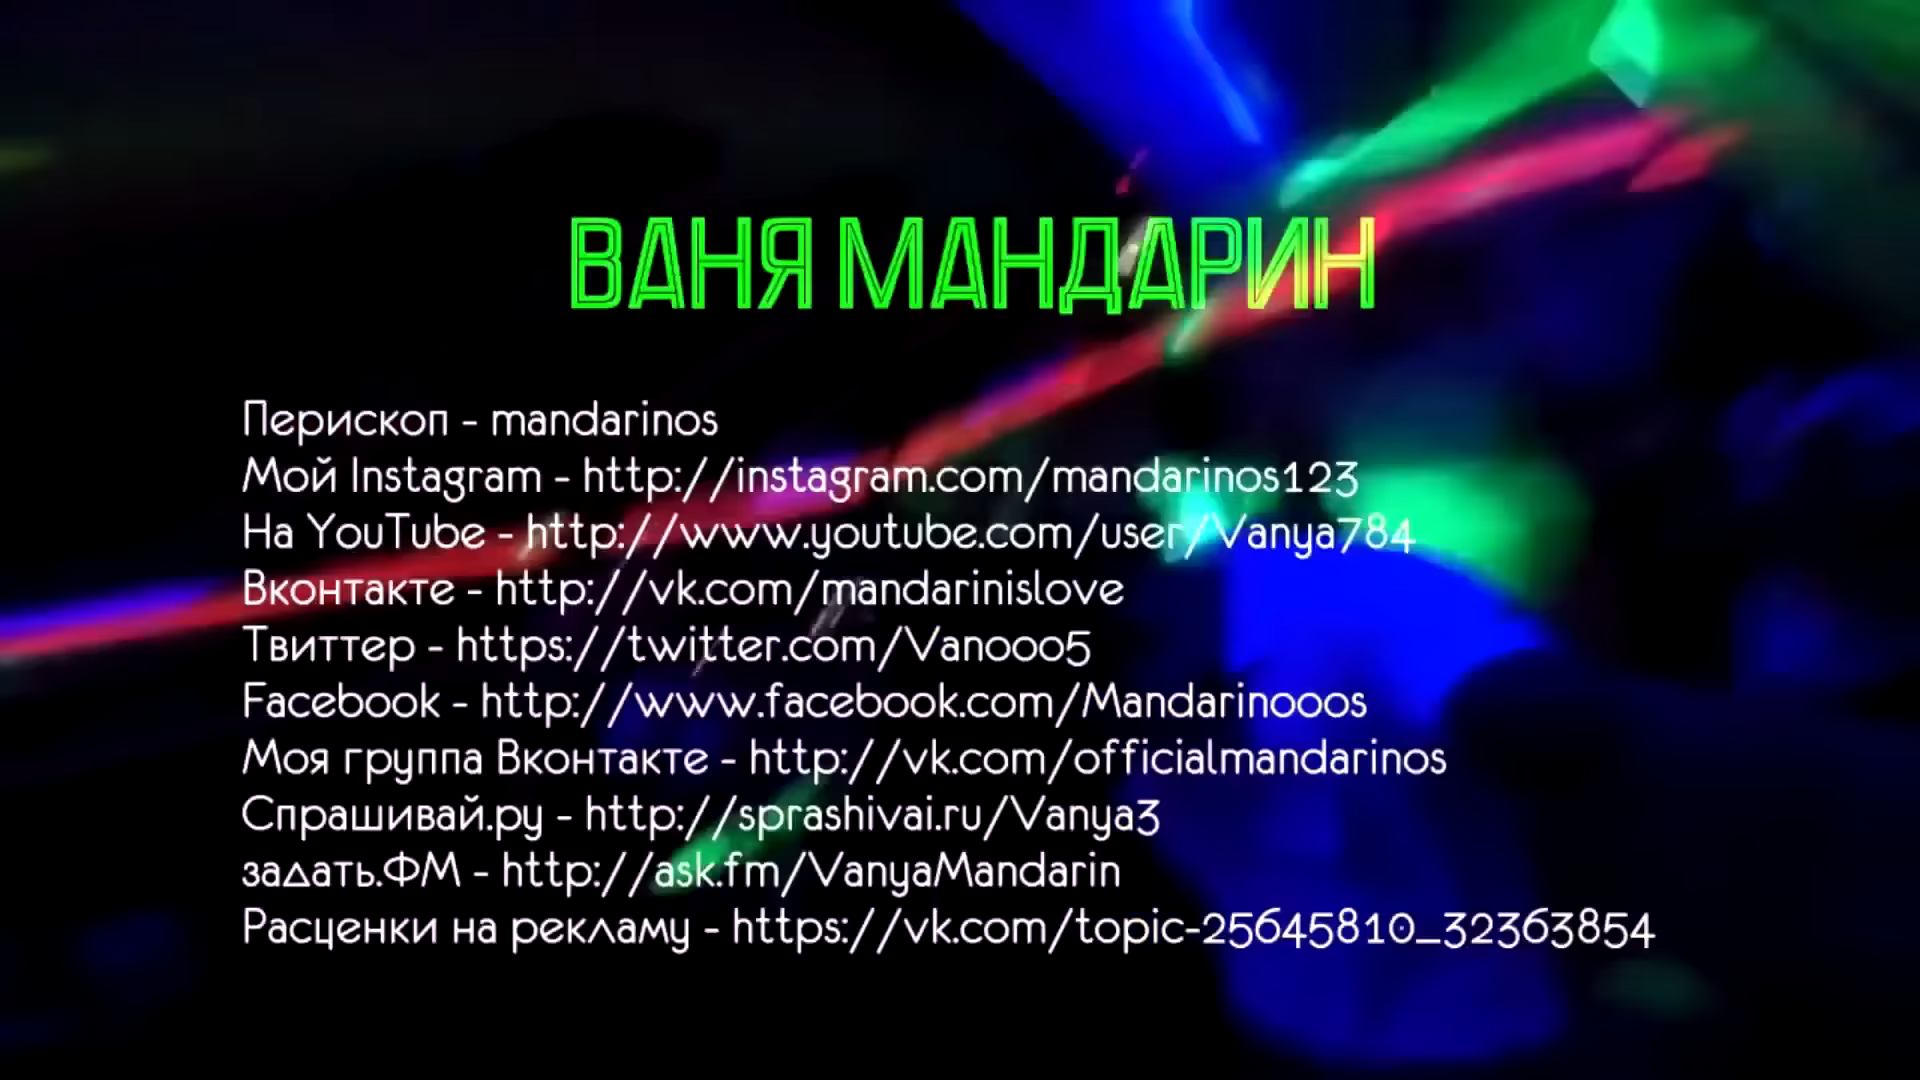 ВАНЯ МАНДАРИН
Перископ - mandarinos
Мой Instagram - http://instagram.com/mandarinos123
На YouTube - http://www.youtube.com/user/Vanya784
Вконтакте - http://vk.com/mandarinislove
Твиттер - https://twitter.com/Vanooo5
Facebook - http://www.facebook.com/Mandarinooos
Моя группа Вконтакте - http://vk.com/officialmandarinos
Спрашивай.ру - http://sprashivai.ru/Vanya3
задать.ФМ - http://ask.fm/VanyaMandarin
Расценки на рекламу - https://vk.com/topic-25645810_32363854